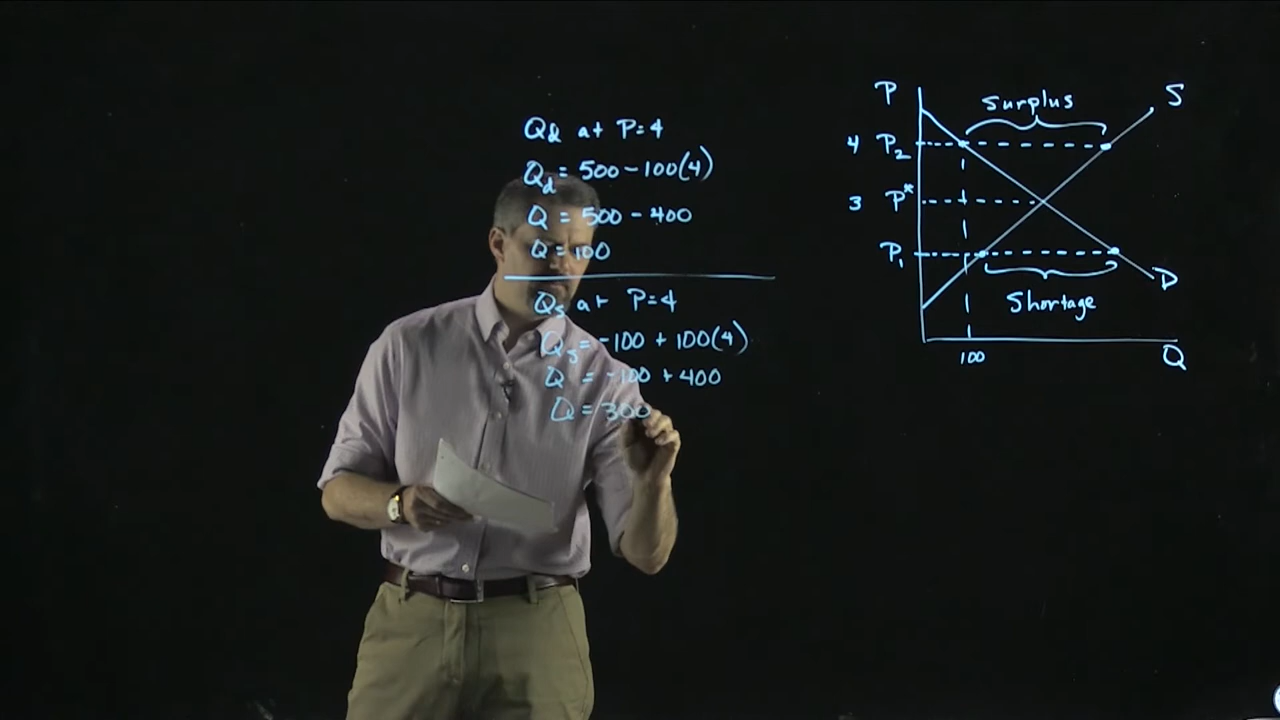 Qd at P=4
Qd = 500 - 100(4)
Q = 500 - 400
Q = 100
Qs at P=4
Qs = -100 + 100(4)
Q = -100 + 400
Q = 300
P
Surplus
S
4 P2
3 P*
P1
D
Shortage
100
Q